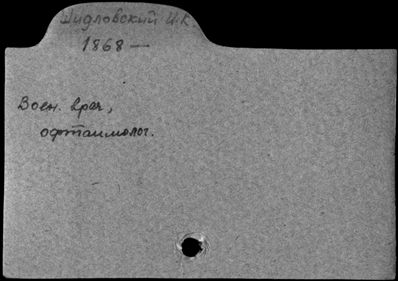 Шидловский И.К.
1868 —
Воен. врач,
офтальмолог.